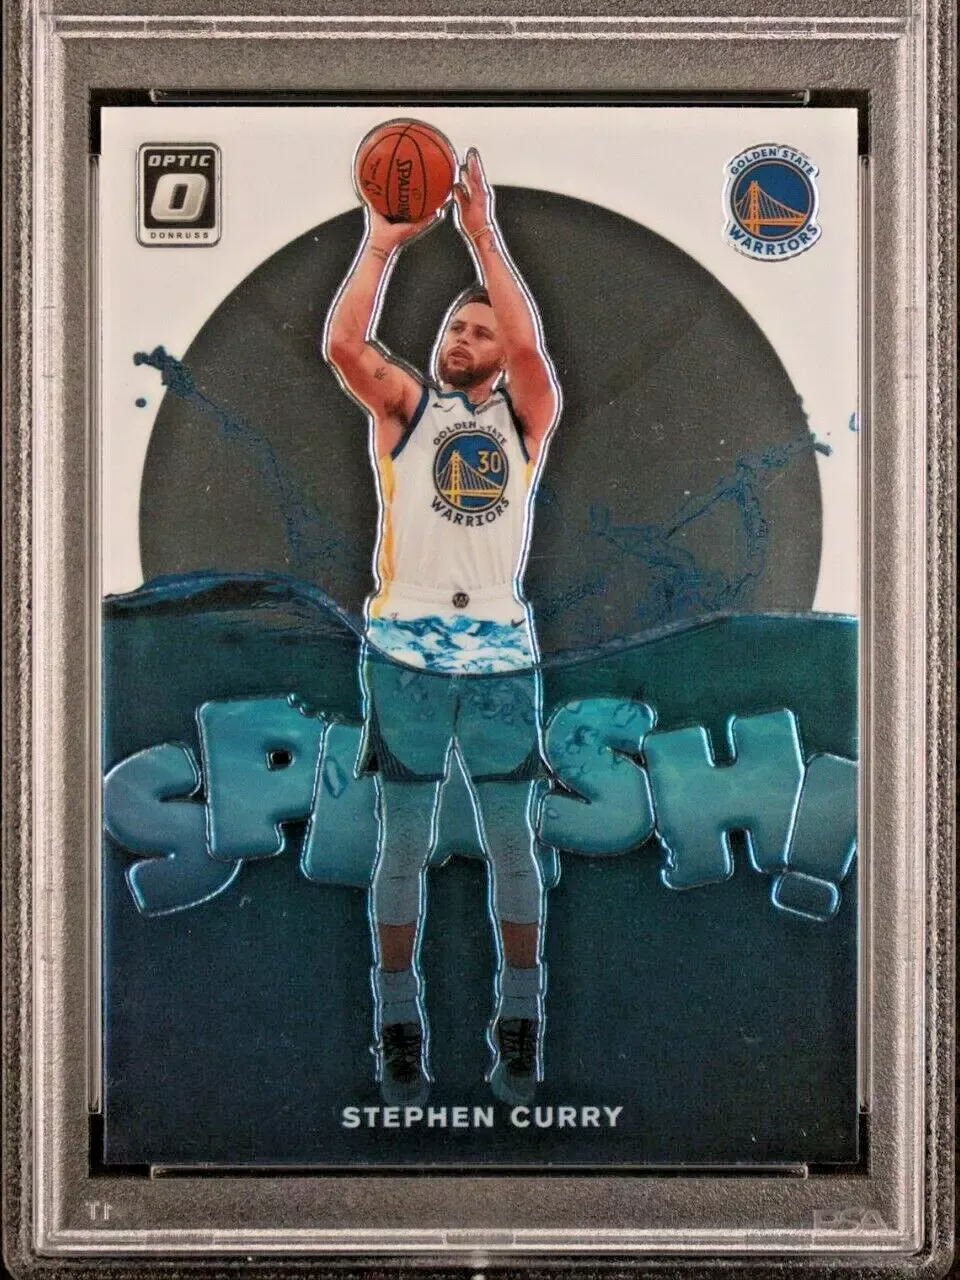 OPTIC
O
DONRUSS
SPALDING
GOLDEN STATE
WARRIORS
GOLDEN STATE
30
WARRIORS
SPLASH!
STEPHEN CURRY
PSA